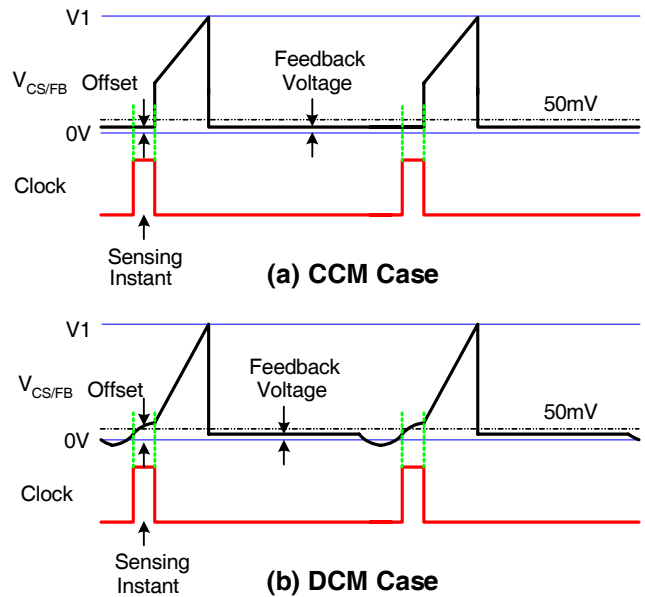 V1
Feedback
Voltage
VCS/FB Offset
50mV
0V
Clock
Sensing
Instant
(a) CCM Case
V1
Feedback
Voltage
VCS/FB Offset
50mV
0V
Clock
Sensing
Instant
(b) DCM Case